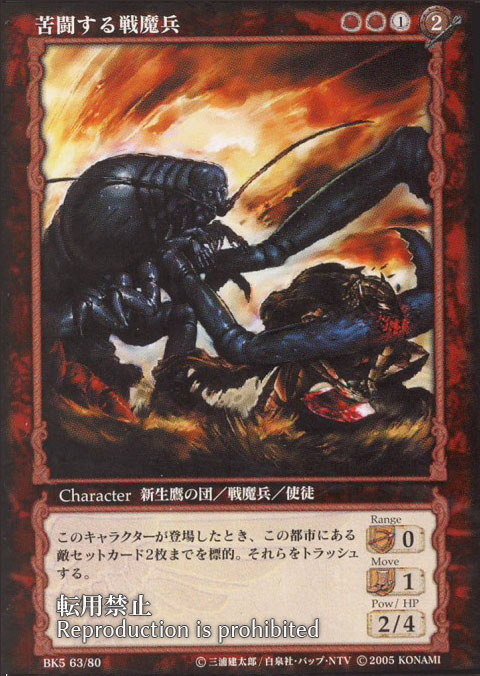 苦闘する戦魔兵
1 2
Character 新生鷹の団／戦魔兵／使徒
このキャラクターが登場したとき、この都市にある
敵セットカード2枚までを標的。それらをトラッシュ
する。
Range
0
Move
1
Pow/ HP
2/4
転用禁止
Reproduction is prohibited
BK5 63/80
©三浦建太郎/白泉社・バップ・NTV ©2005 KONAMI